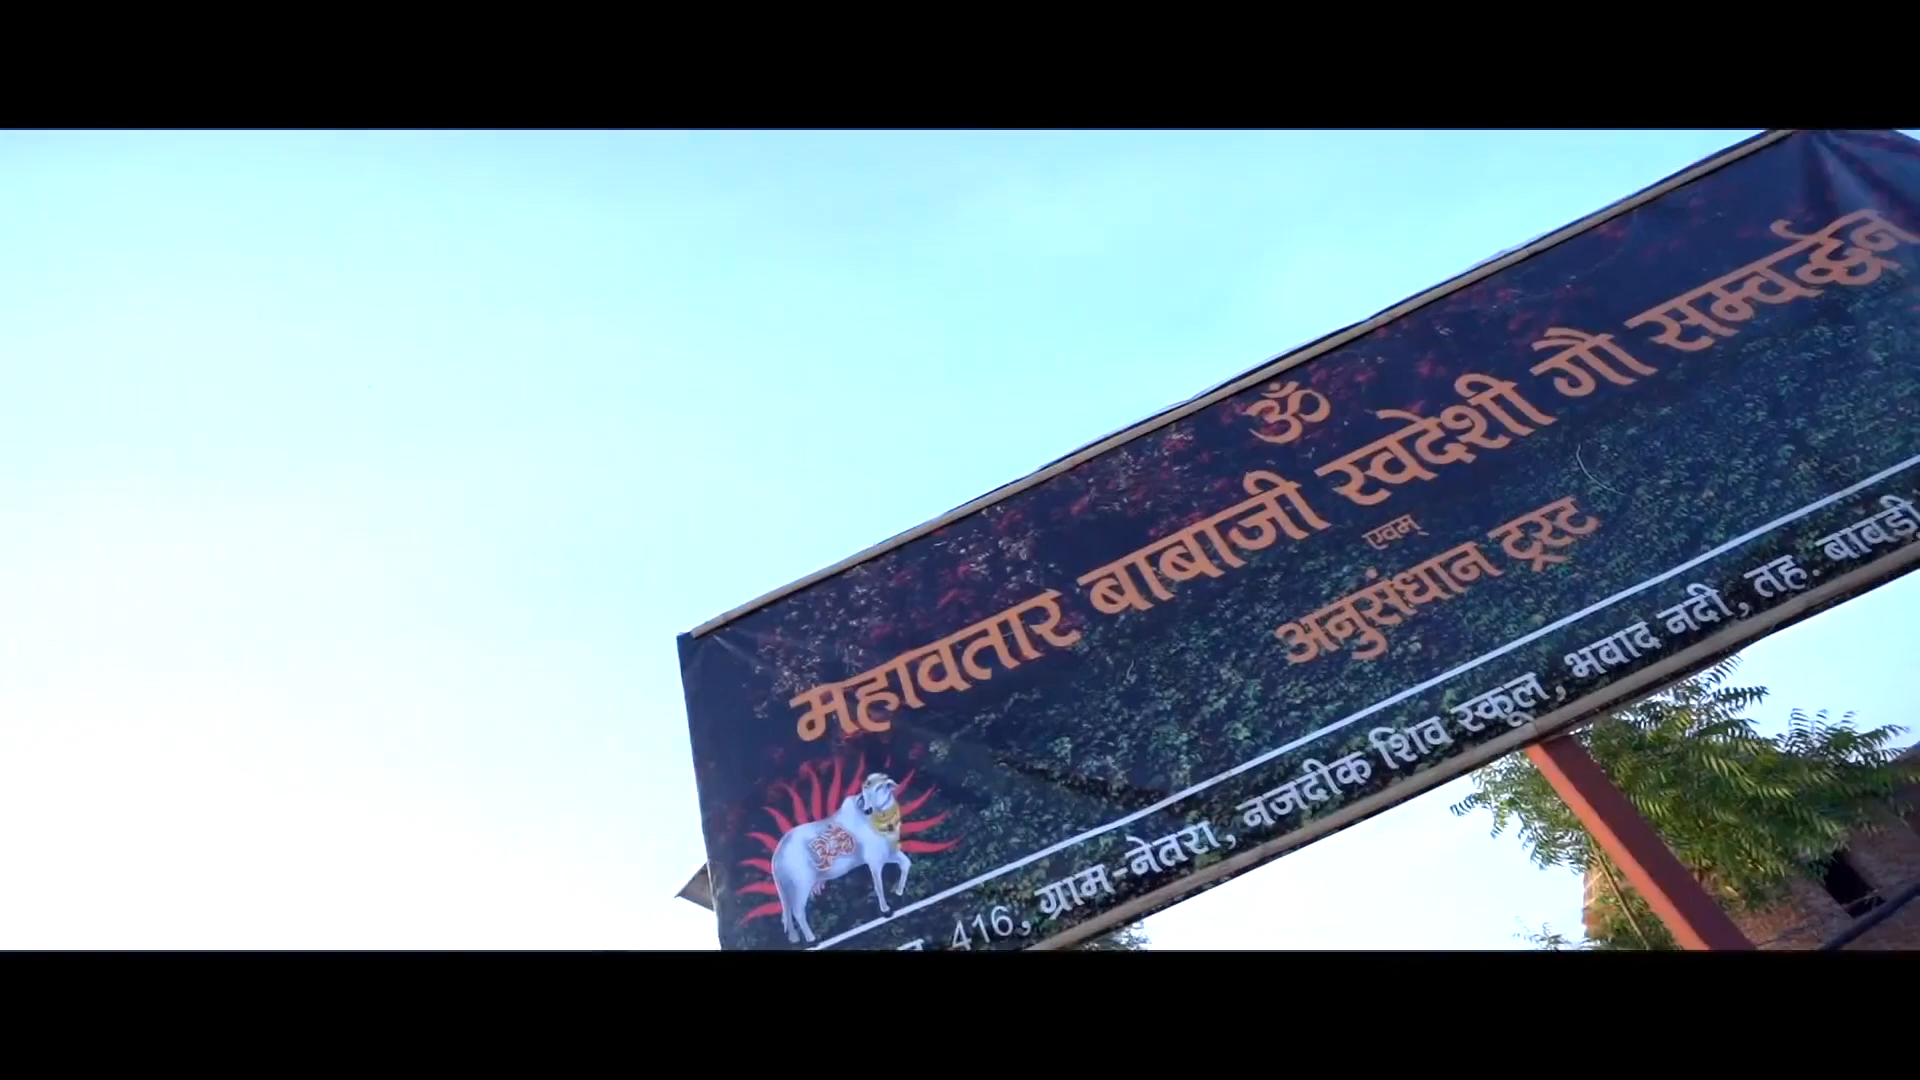 ॐ
महावतार बाबाजी स्वदेशी गौ सम्वर्द्धन
एवम्
अनुसंधान ट्रस्ट
416, ग्राम-नेतरा, नजदीक शिव स्कूल, भवाद नदी, तह. बावड़ी